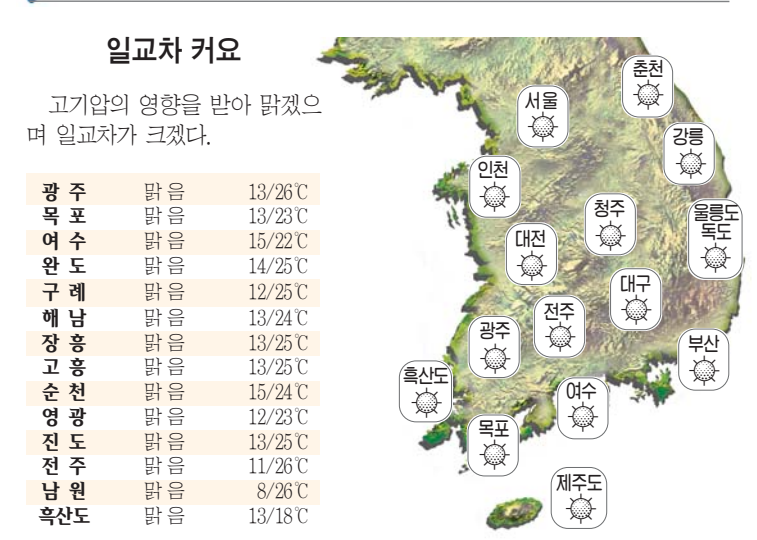 일교차 커요
고기압의 영향을 받아 맑겠으
며 일교차가 크겠다.
광 주 맑 음 13/26℃
목 포 맑 음 13/23℃
여 수 맑 음 15/22℃
완 도 맑 음 14/25℃
구 례 맑 음 12/25℃
해 남 맑 음 13/24℃
장 흥 맑 음 13/25℃
고 흥 맑 음 13/25℃
순 천 맑 음 15/24℃
영 광 맑 음 12/23℃
진 도 맑 음 13/25℃
전 주 맑 음 11/26℃
남 원 맑 음 8/26℃
흑산도 맑 음 13/18℃
춘천
서울
강릉
인천
청주
울릉도
독도
대전
대구
전주
광주
부산
흑산도
여수
목포
제주도